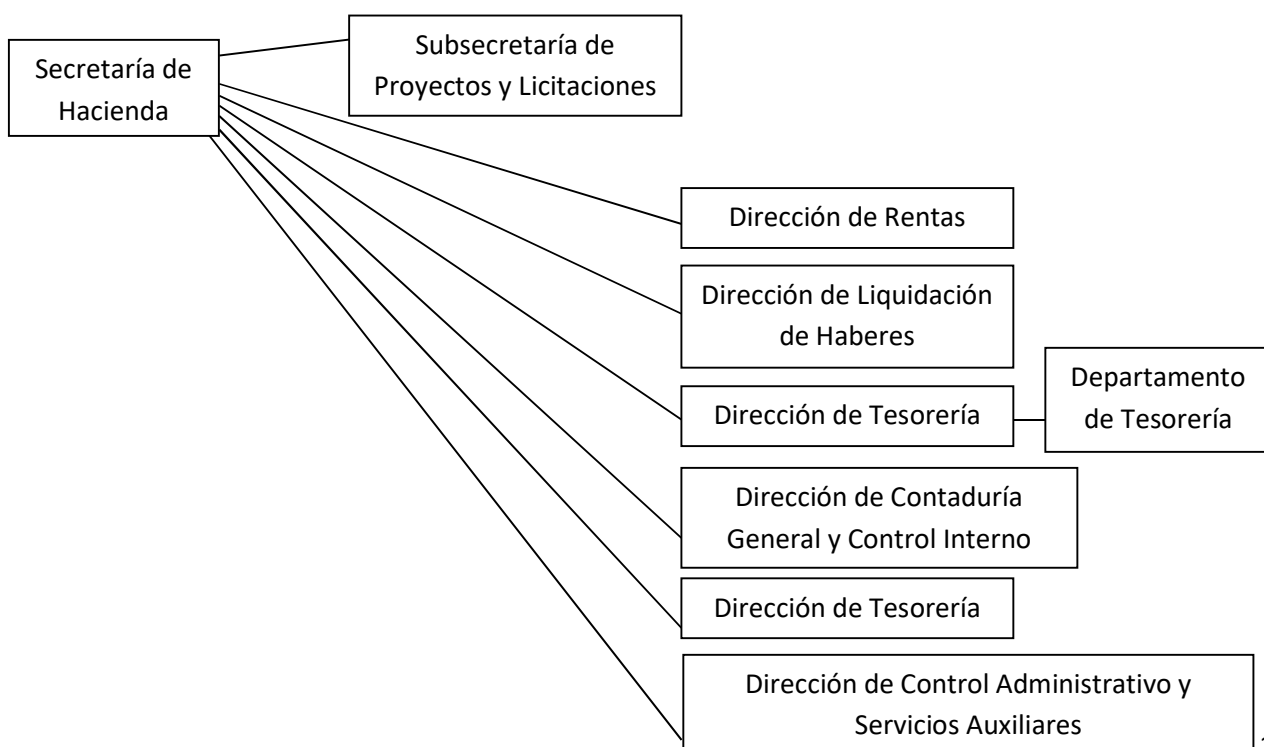 Secretaría de
Hacienda
Subsecretaría de
Proyectos y Licitaciones
Dirección de Rentas
Dirección de Liquidación
de Haberes
Dirección de Tesorería
Departamento
de Tesorería
Dirección de Contaduría
General y Control Interno
Dirección de Tesorería
Dirección de Control Administrativo y
Servicios Auxiliares